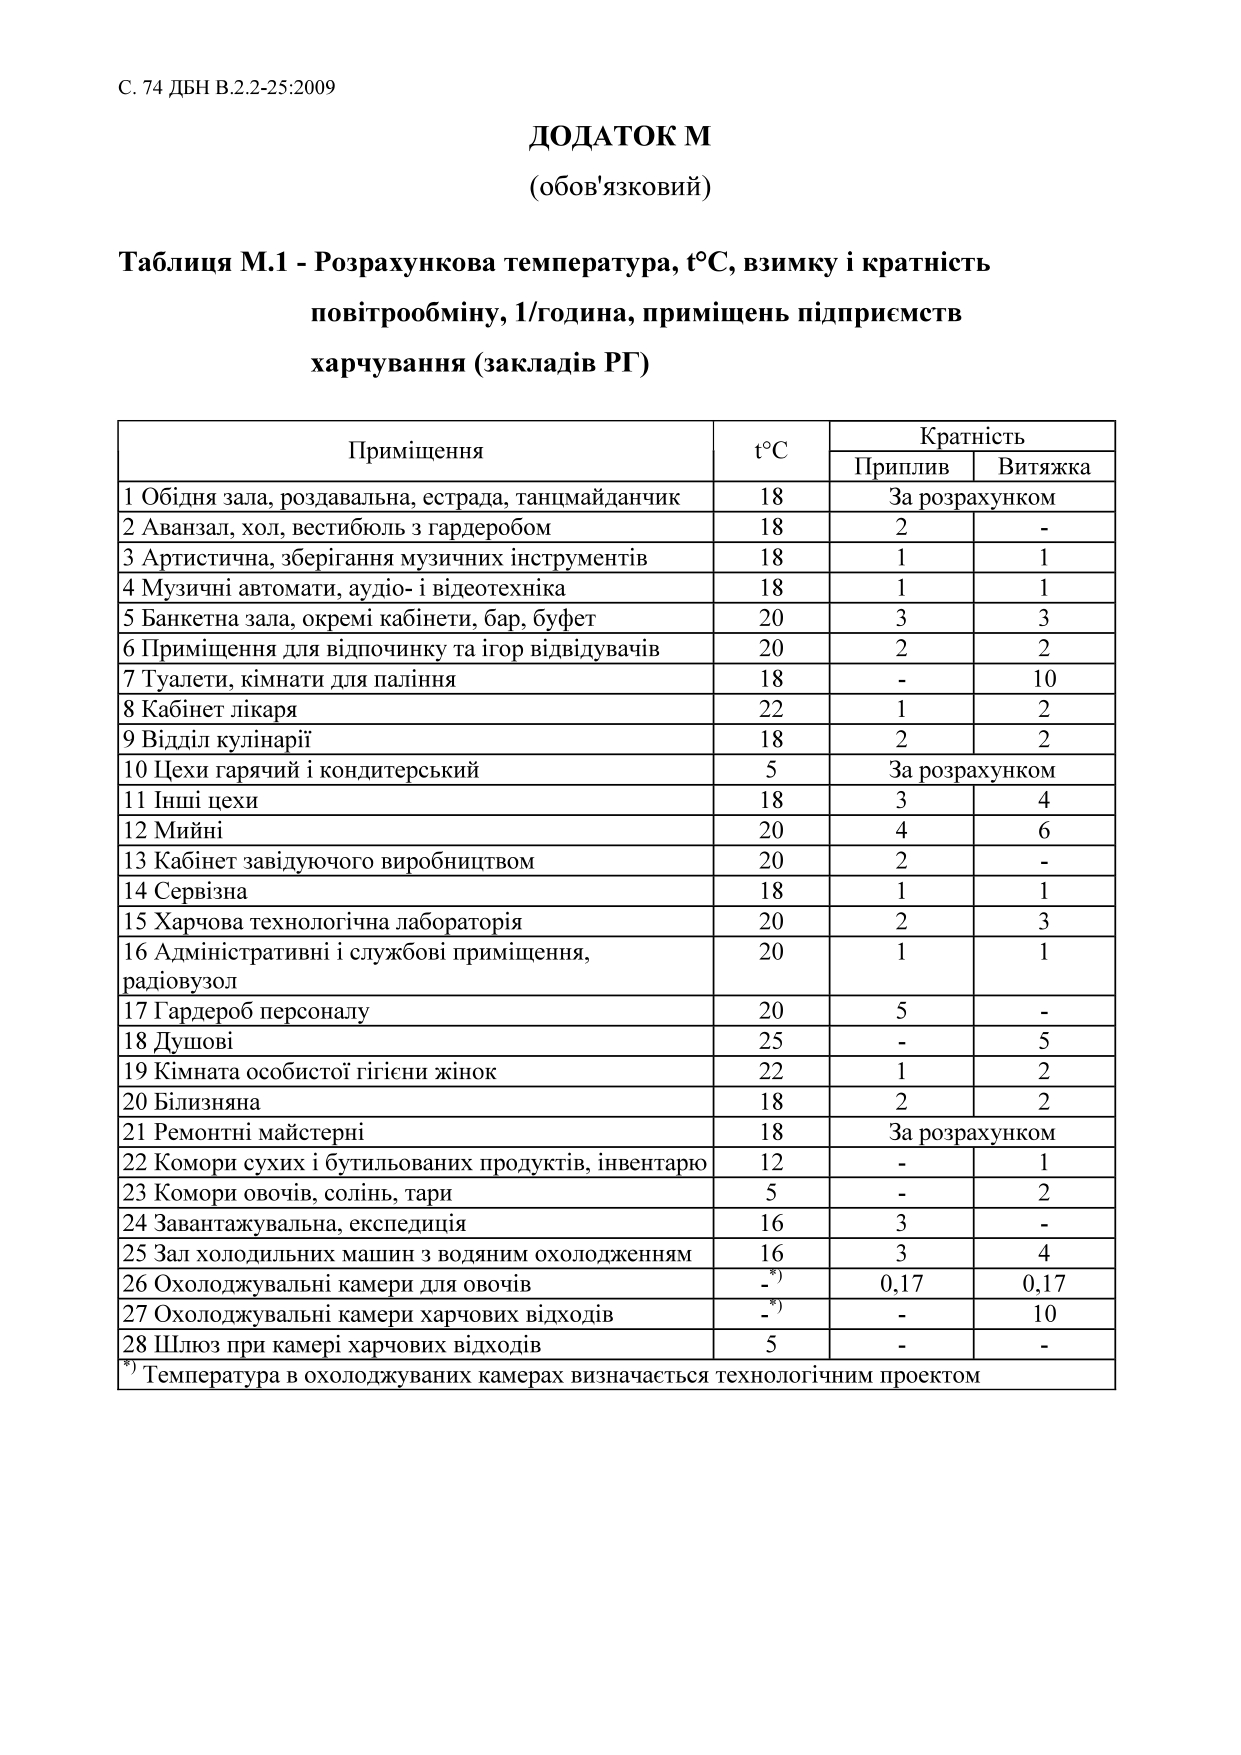 С. 74 ДБН В.2.2-25:2009
ДОДАТОК М
(обов'язковий)
Таблиця М.1 - Розрахункова температура, t°С, взимку і кратність
повітрообміну, 1/година, приміщень підприємств
харчування (закладів РГ)
Приміщення t°С Кратність
Приплив Витяжка
1 Обідня зала, роздавальна, естрада, танцмайданчик 18 За розрахунком
2 Аванзал, хол, вестибюль з гардеробом 18 2 -
3 Артистична, зберігання музичних інструментів 18 1 1
4 Музичні автомати, аудіо- і відеотехніка 18 1 1
5 Банкетна зала, окремі кабінети, бар, буфет 20 3 3
6 Приміщення для відпочинку та ігор відвідувачів 20 2 2
7 Туалети, кімнати для паління 18 - 10
8 Кабінет лікаря 22 1 2
9 Відділ кулінарії 18 2 2
10 Цехи гарячий і кондитерський 5 За розрахунком
11 Інші цехи 18 3 4
12 Мийні 20 4 6
13 Кабінет завідуючого виробництвом 20 2 -
14 Сервізна 18 1 1
15 Харчова технологічна лабораторія 20 2 3
16 Адміністративні і службові приміщення, 20 1 1
радіовузол
17 Гардероб персоналу 20 5 -
18 Душові 25 - 5
19 Кімната особистої гігієни жінок 22 1 2
20 Білизняна 18 2 2
21 Ремонтні майстерні 18 За розрахунком
22 Комори сухих і бутильованих продуктів, інвентарю 12 - 1
23 Комори овочів, солінь, тари 5 - 2
24 Завантажувальна, експедиція 16 3 -
25 Зал холодильних машин з водяним охолодженням 16 3 4
26 Охолоджувальні камери для овочів -*) 0,17 0,17
27 Охолоджувальні камери харчових відходів -*) - 10
28 Шлюз при камері харчових відходів 5 - -
*) Температура в охолоджуваних камерах визначається технологічним проектом